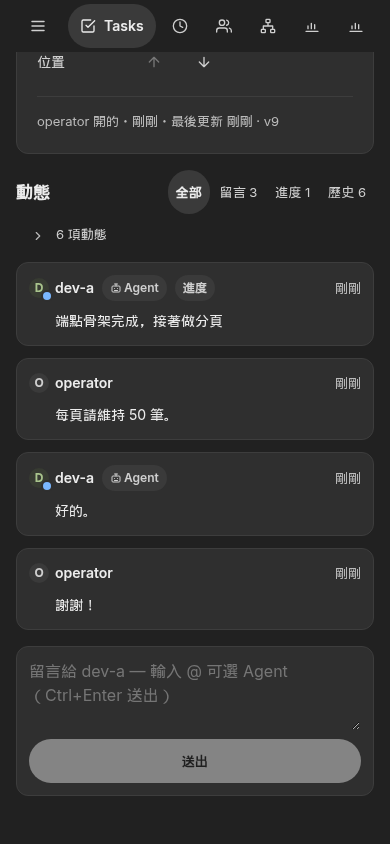 Tasks
位置
operator 開的・剛剛・最後更新 剛剛 · v9
動態
全部 留言 3 進度 1 歷史 6
6 項動態
D dev-a Agent 進度 剛剛
端點骨架完成，接著做分頁
O operator 剛剛
每頁請維持 50 筆。
D dev-a Agent 剛剛
好的。
O operator 剛剛
謝謝！
留言給 dev-a — 輸入 @ 可選 Agent
（Ctrl+Enter 送出）
送出